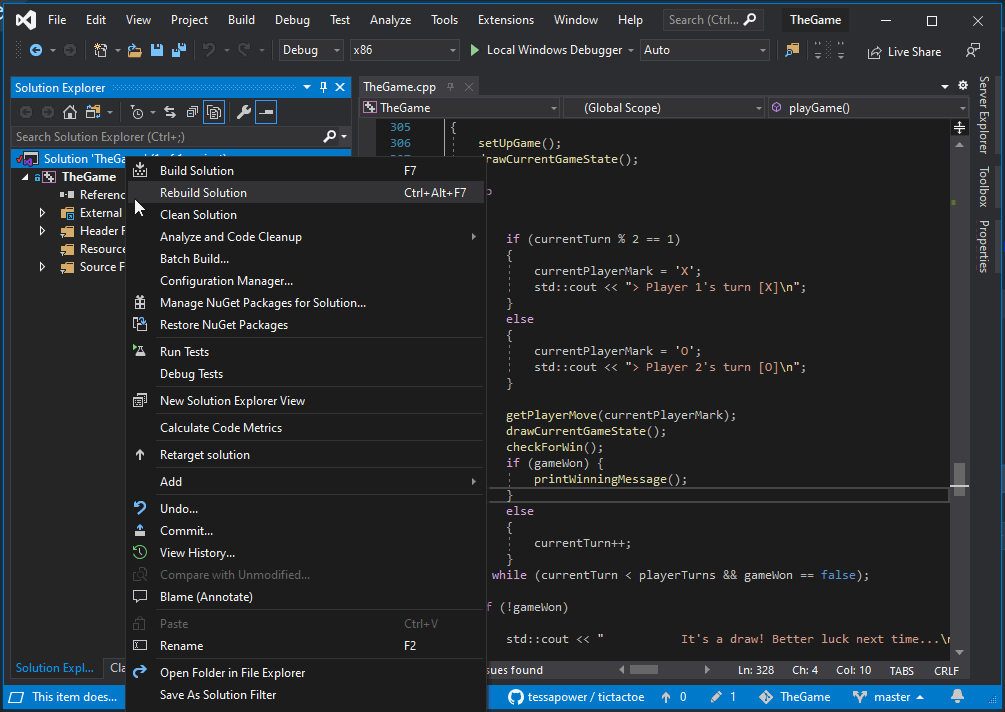 File Edit View Project Build Debug Test Analyze Tools Extensions Window Help Search (Ctrl... TheGame
Debug x86 Local Windows Debugger Auto Live Share
Solution Explorer
Search Solution Explorer (Ctrl+;)
Solution 'TheGa
TheGame
Referenc
External
Header F
Resource
Source F
Solution Expl... Cla
TheGame.cpp
TheGame (Global Scope) playGame()
305 {
306 setUpGame();
drawCurrentGameState();
if (currentTurn % 2 == 1)
{
currentPlayerMark = 'X';
std::cout << "> Player 1's turn [X]\n";
}
else
{
currentPlayerMark = 'O';
std::cout << "> Player 2's turn [O]\n";
}
getPlayerMove(currentPlayerMark);
drawCurrentGameState();
checkForWin();
if (gameWon) {
printWinningMessage();
}
else
{
currentTurn++;
}
while (currentTurn < playerTurns && gameWon == false);
f (!gameWon)
std::cout << " It's a draw! Better luck next time...\n
Build Solution F7
Rebuild Solution Ctrl+Alt+F7
Clean Solution
Analyze and Code Cleanup
Batch Build...
Configuration Manager...
Manage NuGet Packages for Solution...
Restore NuGet Packages
Run Tests
Debug Tests
New Solution Explorer View
Calculate Code Metrics
Retarget solution
Add
Undo...
Commit...
View History...
Compare with Unmodified...
Blame (Annotate)
Paste Ctrl+V
Rename F2
Open Folder in File Explorer
Save As Solution Filter
Server Explorer
Toolbox
Properties
sues found Ln: 328 Ch: 4 Col: 10 TABS CRLF
This item does... tessapower / tictactoe 0 1 TheGame master